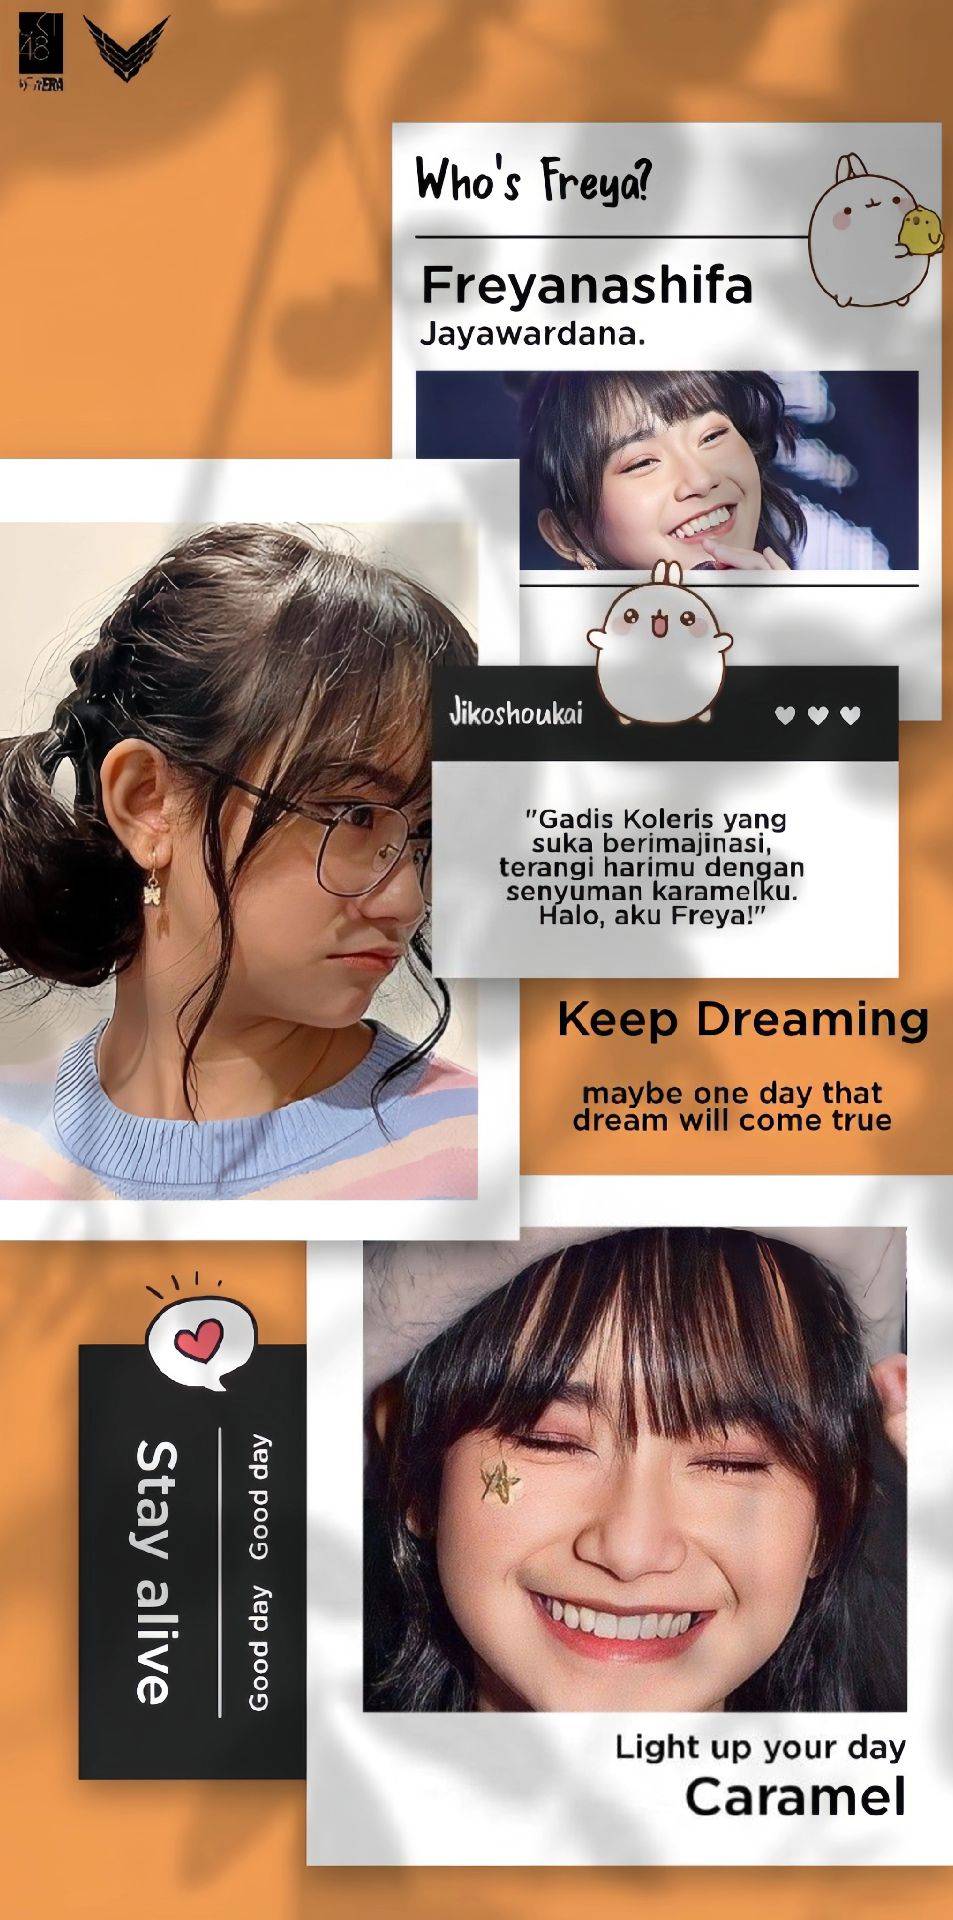 JKT
48
Who's Freya?
Freyanashifa
Jayawardana.
Jikoshoukai
"Gadis Koleris yang
suka berimajinasi,
terangi harimu dengan
senyuman karamelku.
Halo, aku Freya!"
Keep Dreaming
maybe one day that
dream will come true
Stay alive
Good day Good day
Light up your day
Caramel